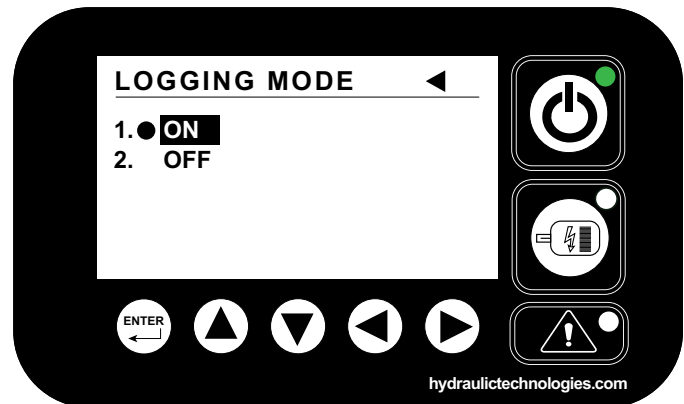 LOGGING MODE
1. ON
2. OFF
ENTER
hydraulictechnologies.com